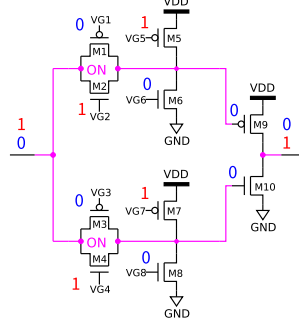 VDD
0 VG1 1
VG5 M5
M1
ON 0 VDD
M2
VG6 M6 0
1 VG2 M9 0
1 GND
0 1
VDD 0 M10
0 VG3 1
VG7 M7
M3 GND
ON 0
M4
VG8 M8
1
VG4
GND